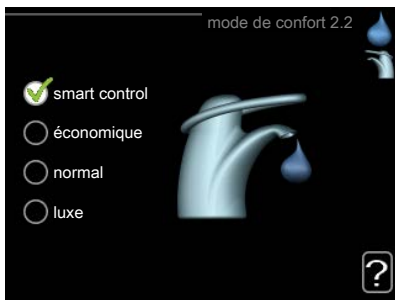 mode de confort 2.2
smart control
économique
normal
luxe
?